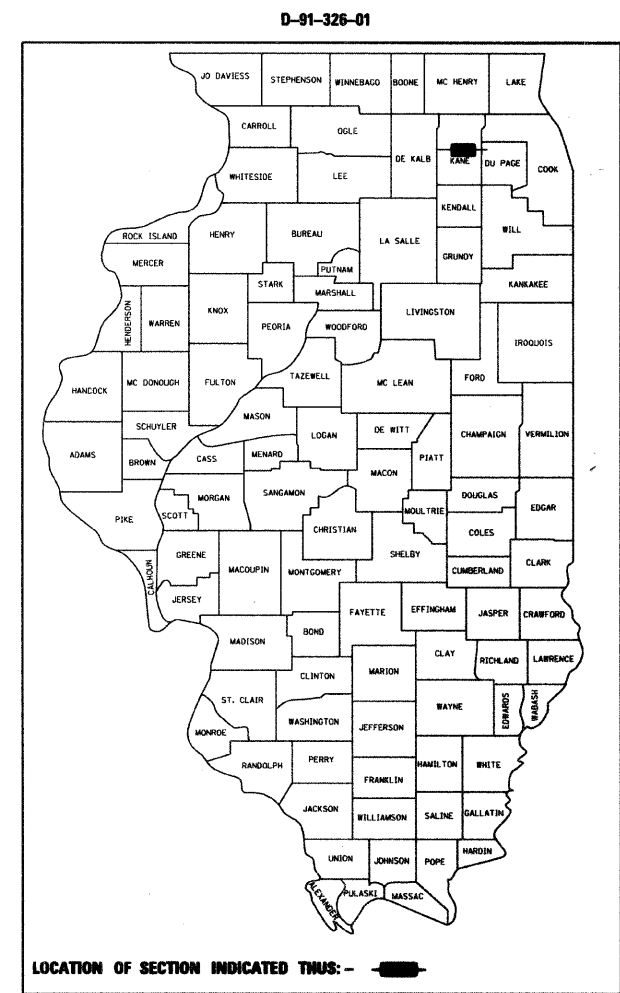 D-91-326-01
JO DAVIESS
STEPHENSON
WINNEBAGO
BOONE
MC HENRY
LAKE
CARROLL
OGLE
DE KALB
KANE
DU PAGE
COOK
WHITESIDE
LEE
KENDALL
WILL
ROCK ISLAND
HENRY
BUREAU
LA SALLE
GRUNDY
MERCER
PUTNAM
KANKAKEE
STARK
MARSHALL
HENDERSON
WARREN
KNOX
PEORIA
WOODFORD
LIVINGSTON
IROQUOIS
HANCOCK
MC DONOUGH
FULTON
TAZEWELL
MC LEAN
FORD
MASON
SCHUYLER
LOGAN
DE WITT
CHAMPAIGN
VERMILION
ADAMS
BROWN
CASS
MENARD
PIATT
MACON
MORGAN
SANGAMON
DOUGLAS
EDGAR
PIKE
SCOTT
MOULTRIE
CHRISTIAN
COLES
CALHOUN
GREENE
MACOUPIN
MONTGOMERY
SHELBY
CUMBERLAND
CLARK
JERSEY
FAYETTE
EFFINGHAM
JASPER
CRAWFORD
MADISON
BOND
CLAY
RICHLAND
LAWRENCE
CLINTON
MARION
ST. CLAIR
WAYNE
EDWARDS
WABASH
WASHINGTON
JEFFERSON
MONROE
RANDOLPH
PERRY
HAMILTON
WHITE
FRANKLIN
JACKSON
WILLIAMSON
SALINE
GALLATIN
UNION
JOHNSON
POPE
HARDIN
ALEXANDER
PULASKI
MASSAC
LOCATION OF SECTION INDICATED THUS: -